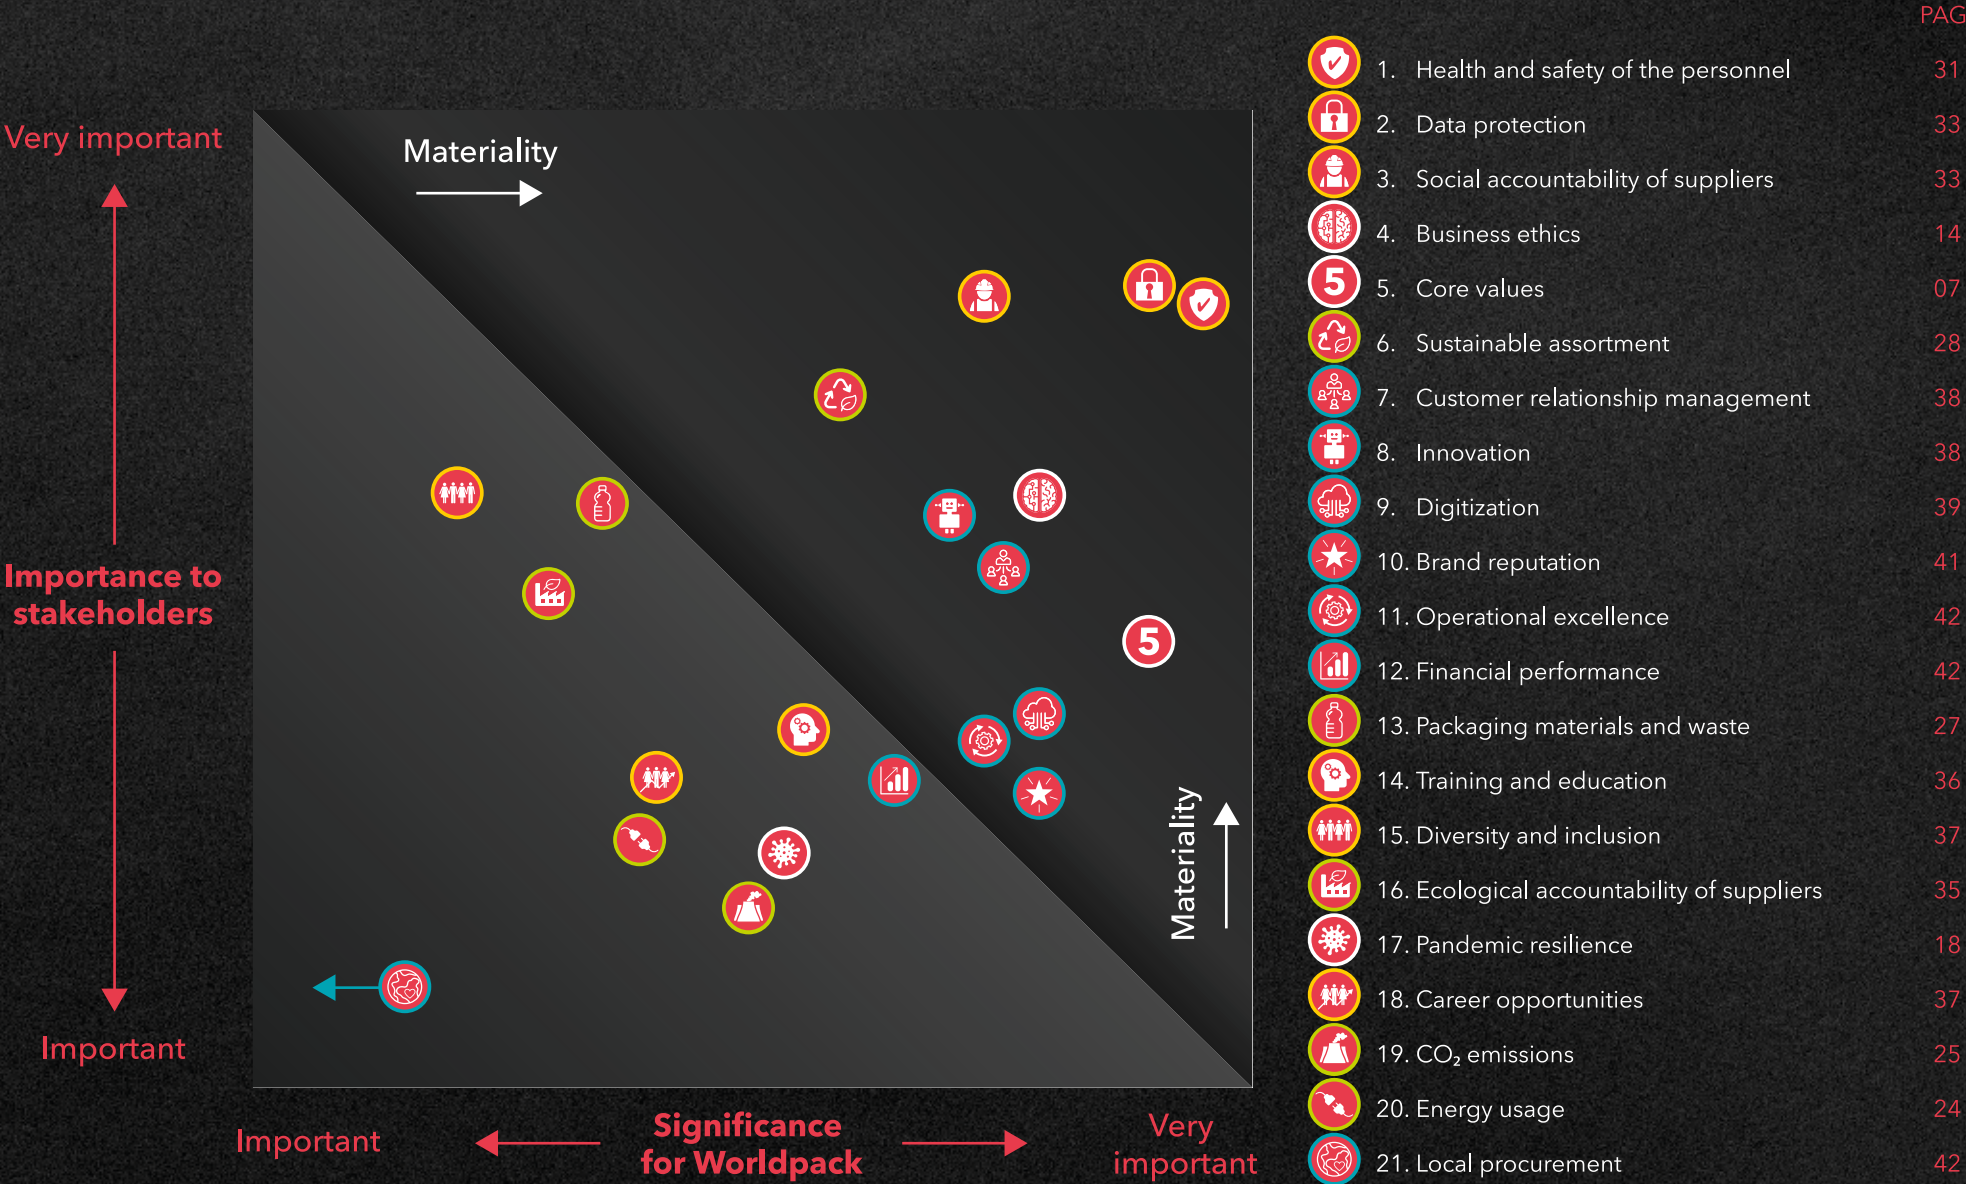 PAG
Very important
Importance to
stakeholders
Important
Materiality
5
Materiality
Important
Significance
for Worldpack
Very
important
1. Health and safety of the personnel 31
2. Data protection 33
3. Social accountability of suppliers 33
4. Business ethics 14
5 5. Core values 07
6. Sustainable assortment 28
7. Customer relationship management 38
8. Innovation 38
9. Digitization 39
10. Brand reputation 41
11. Operational excellence 42
12. Financial performance 42
13. Packaging materials and waste 27
14. Training and education 36
15. Diversity and inclusion 37
16. Ecological accountability of suppliers 35
17. Pandemic resilience 18
18. Career opportunities 37
19. CO₂ emissions 25
20. Energy usage 24
21. Local procurement 42